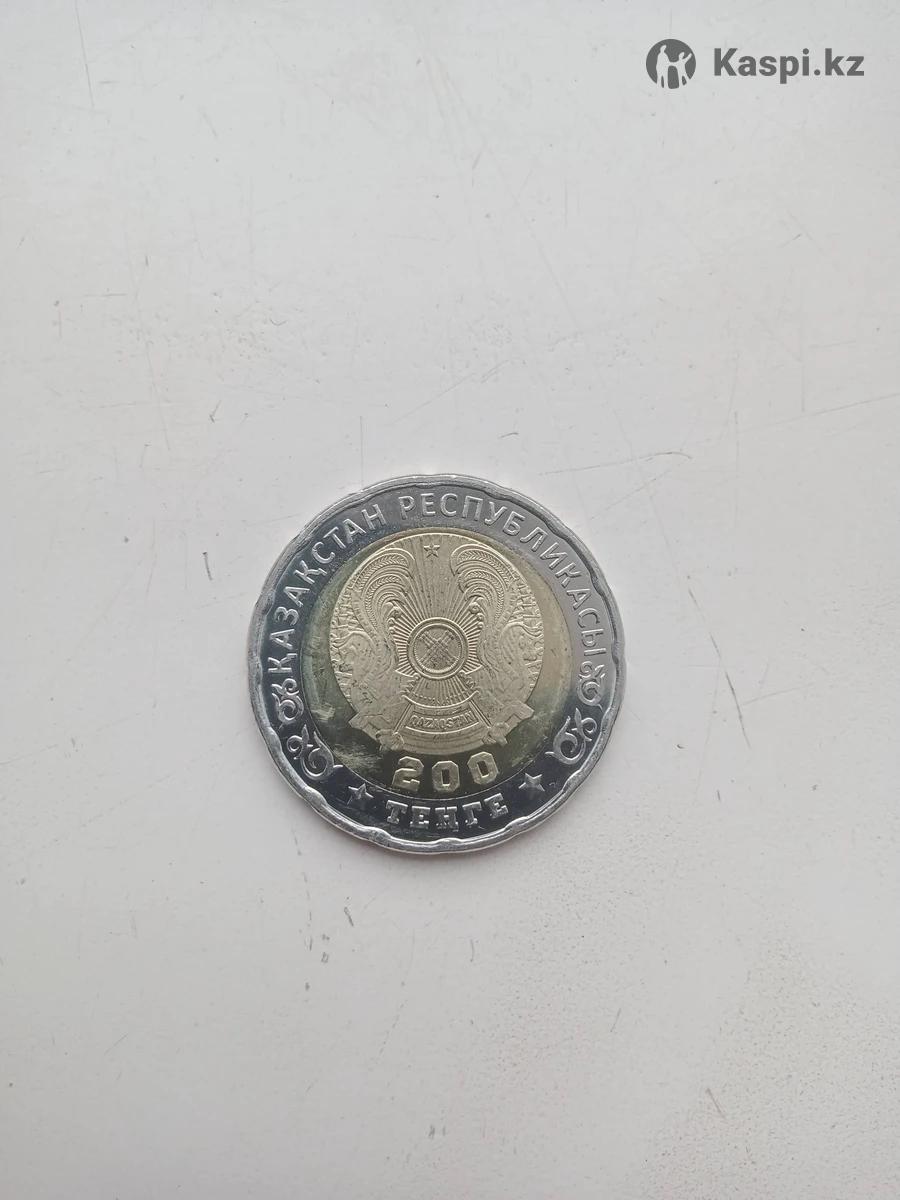 Kaspi.kz
ҚАЗАҚСТАН РЕСПУБЛИКАСЫ
QAZAQSTAN
200
ТЕҢГЕ